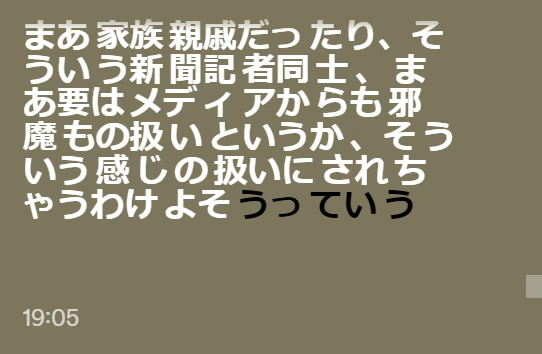 まあ家族親戚だったり、そ
ういう新聞記者同士、ま
あ要はメディアからも邪
魔もの扱いというか、そう
いう感じの扱いにされち
ゃうわけよそうっていう
19:05